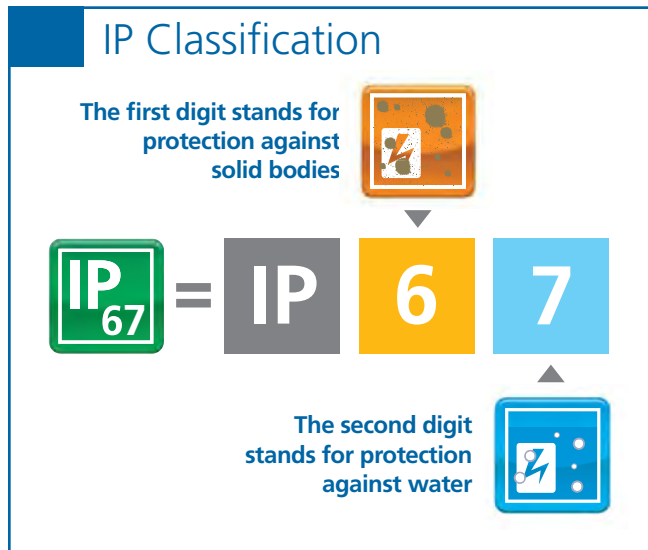 IP Classification
The first digit stands for
protection against
solid bodies
IP
67
=
IP
6
7
The second digit
stands for protection
against water